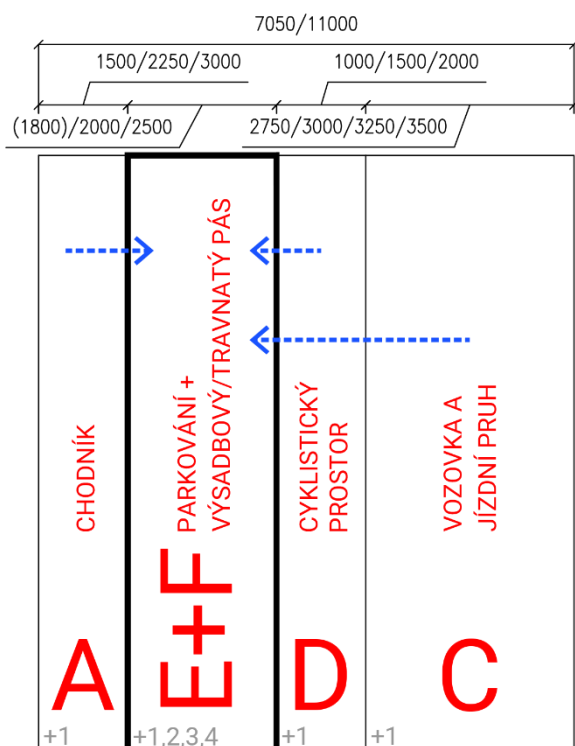 7050/11000
1500/2250/3000
1000/1500/2000
(1800)/2000/2500
2750/3000/3250/3500
CHODNÍK
PARKOVÁNÍ +
VÝSADBOVÝ/TRAVNATÝ PÁS
CYKLISTICKÝ
PROSTOR
VOZOVKA A
JÍZDNÍ PRUH
A
E+F
D
C
+1
+1,2,3,4
+1
+1